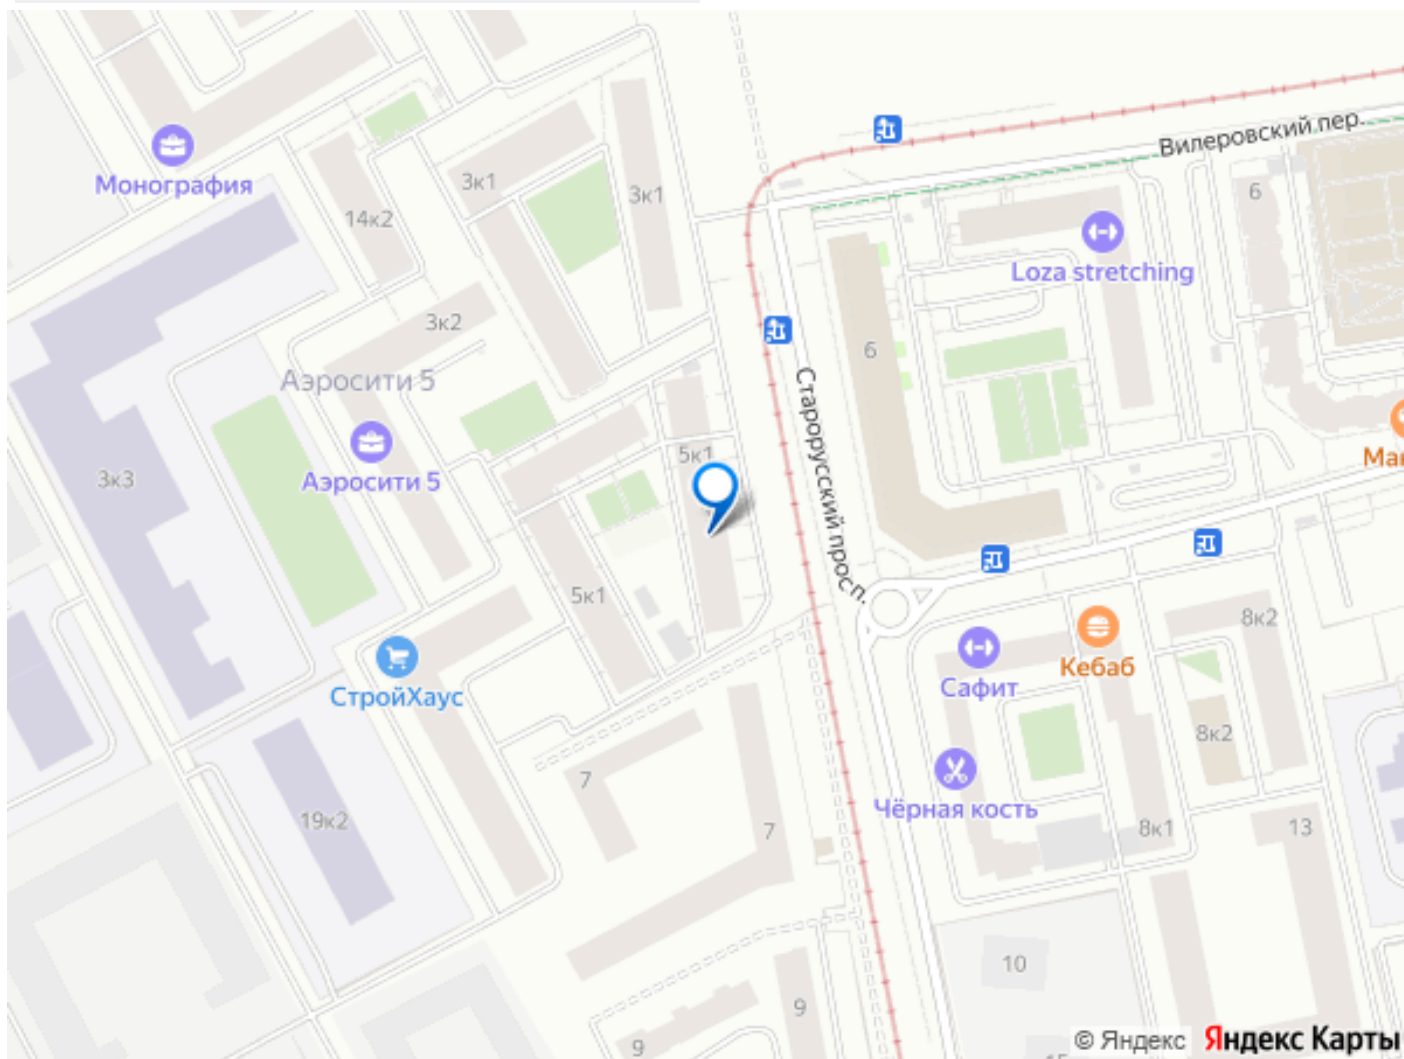 Вилеровский пер.
Монография
3к1
3к1
14к2
6
Loza stretching
3к2
6
Аэросити 5
Старорусский просп.
5к1
3к3
Аэросити 5
5к1
8к2
Кебаб
Сафит
СтройХаус
8к2
7
Чёрная кость
19к2
7
8к1
13
10
9
9
© Яндекс Яндекс Карты